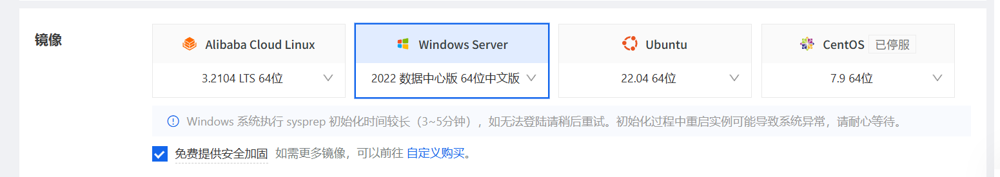 镜像
Alibaba Cloud Linux
3.2104 LTS 64位
Windows Server
2022 数据中心版 64位中文版
Ubuntu
22.04 64位
CentOS 已停服
7.9 64位
Windows 系统执行 sysprep 初始化时间较长（3~5分钟），如无法登陆请稍后重试。初始化过程中重启实例可能导致系统异常，请耐心等待。
免费提供安全加固 如需更多镜像，可以前往 自定义购买。